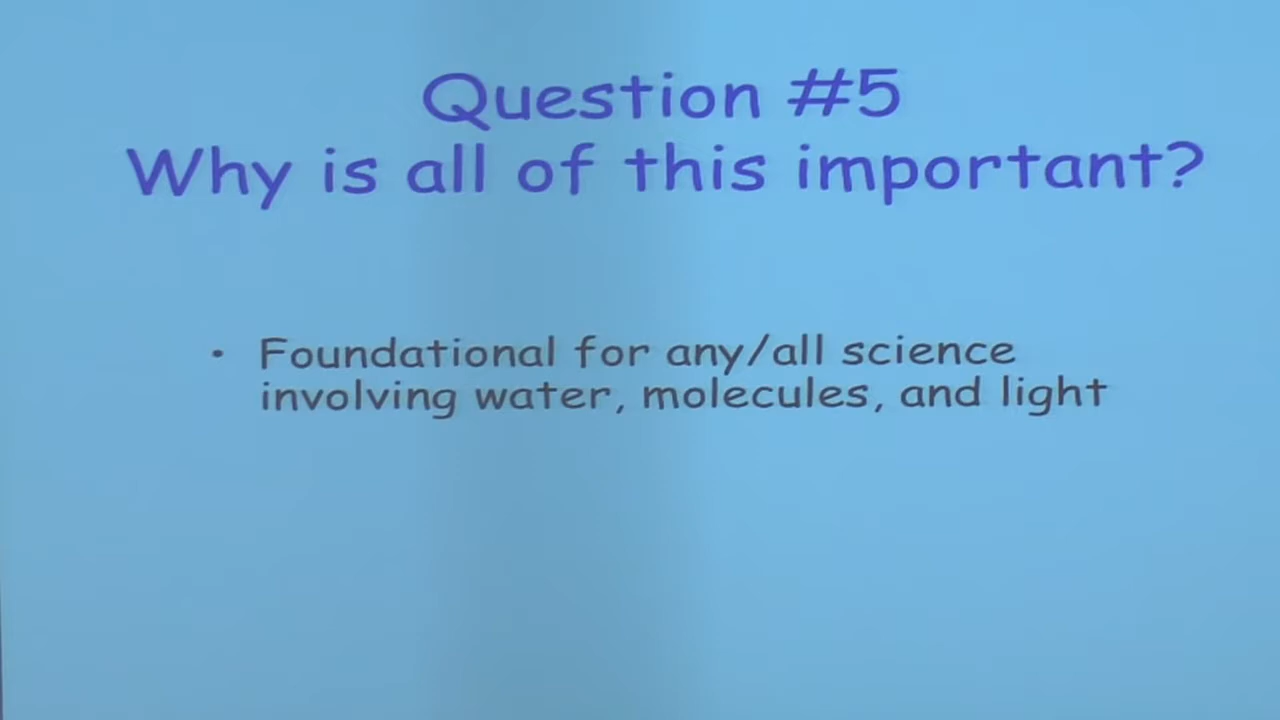 Question #5
Why is all of this important?
• Foundational for any/all science
involving water, molecules, and light